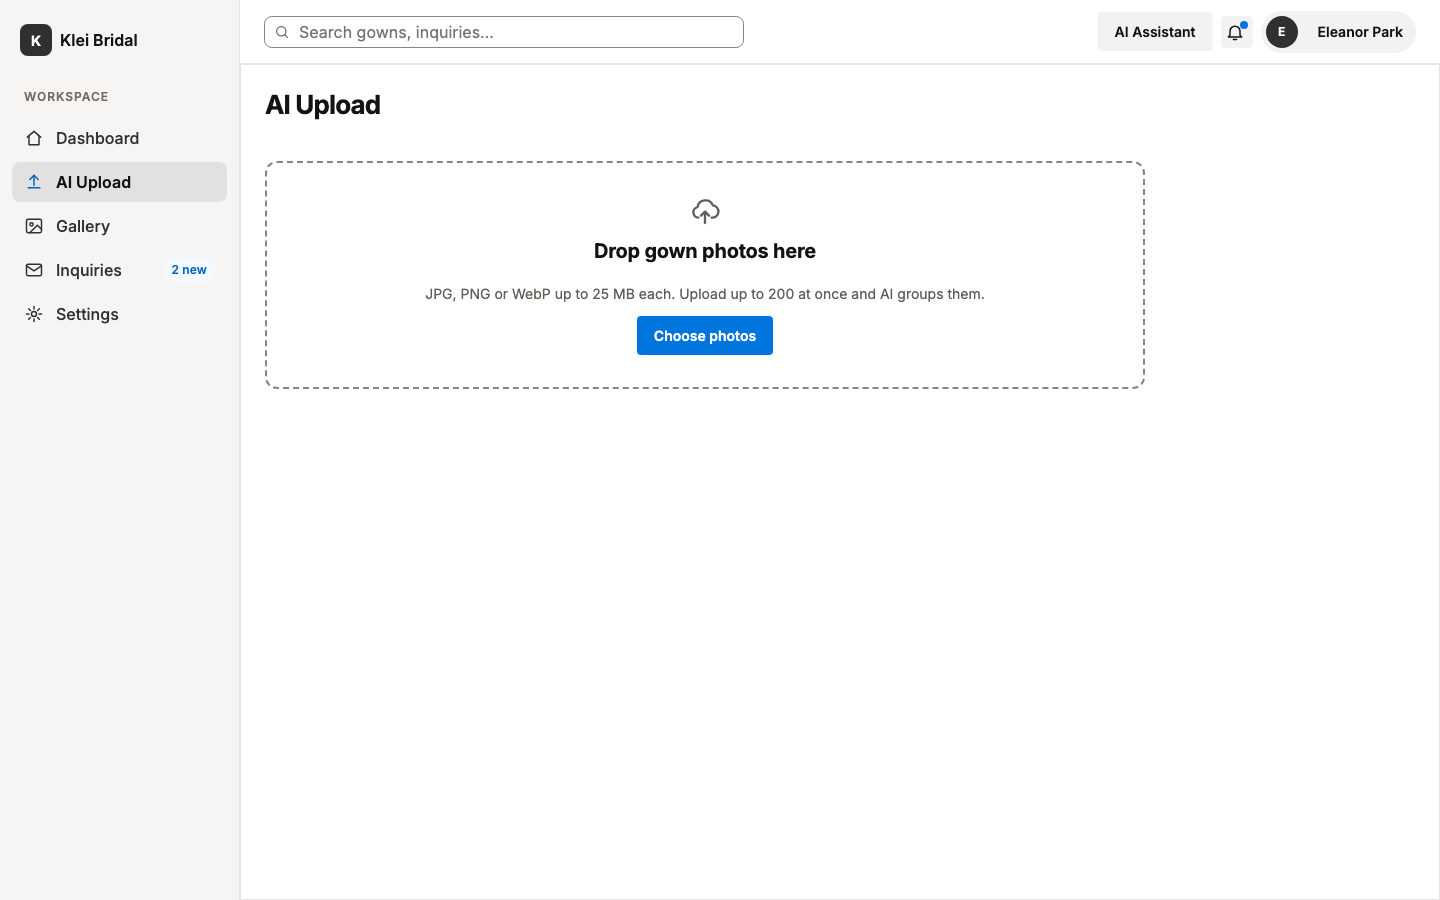 K
Klei Bridal
WORKSPACE
Dashboard
AI Upload
Gallery
Inquiries
2 new
Settings
Search gowns, inquiries...
AI Assistant
E
Eleanor Park
AI Upload
Drop gown photos here
JPG, PNG or WebP up to 25 MB each. Upload up to 200 at once and AI groups them.
Choose photos